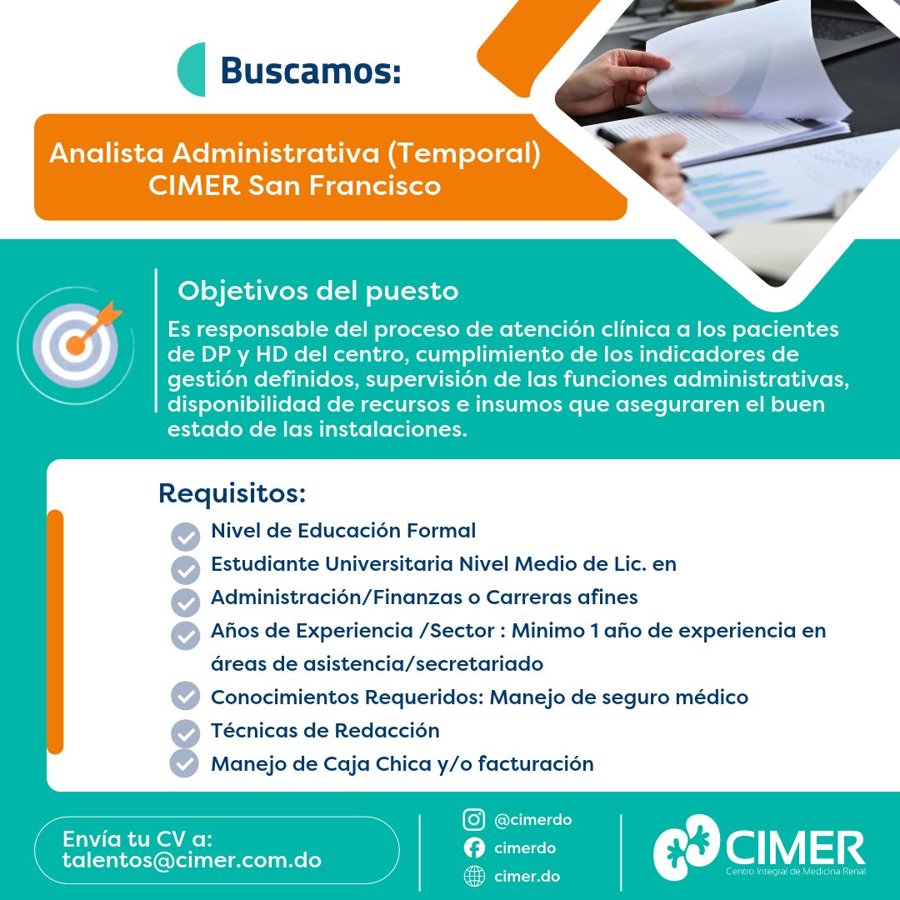 Buscamos:
Analista Administrativa (Temporal)
CIMER San Francisco
Objetivos del puesto
Es responsable del proceso de atención clínica a los pacientes
de DP y HD del centro, cumplimiento de los indicadores de
gestión definidos, supervisión de las funciones administrativas,
disponibilidad de recursos e insumos que aseguraren el buen
estado de las instalaciones.
Requisitos:
Nivel de Educación Formal
Estudiante Universitaria Nivel Medio de Lic. en
Administración/Finanzas o Carreras afines
Años de Experiencia /Sector : Minimo 1 año de experiencia en
áreas de asistencia/secretariado
Conocimientos Requeridos: Manejo de seguro médico
Técnicas de Redacción
Manejo de Caja Chica y/o facturación
Envía tu CV a:
talentos@cimer.com.do
@cimerdo
cimerdo
cimer.do
CIMER
Centro Integral de Medicina Renal